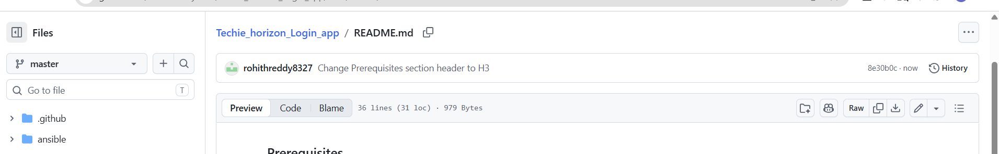 Files
Techie_horizon_Login_app / README.md
master
rohithreddy8327 Change Prerequisites section header to H3
8e30b0c · now
History
Go to file
T
Preview
Code
Blame
36 lines (31 loc) · 979 Bytes
Raw
.github
ansible
Prerequisites